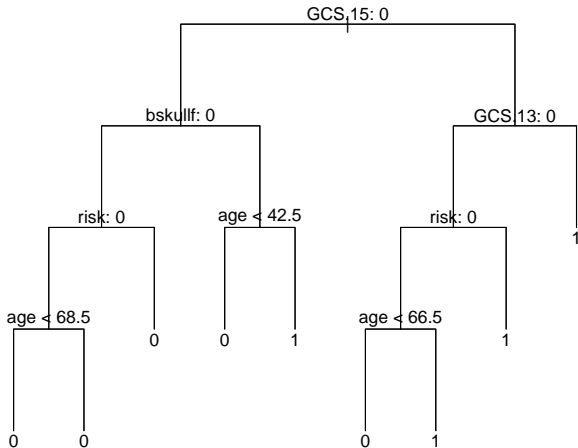 GCS.15: 0
bskullf: 0
GCS.13: 0
risk: 0
age < 42.5
risk: 0
1
age < 68.5
0
0
1
age < 66.5
1
0
0
0
1